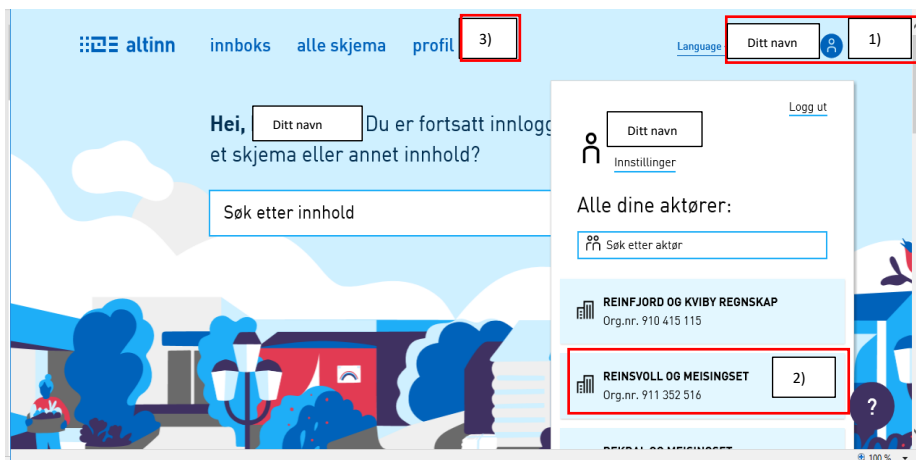 altinn innboks alle skjema profil 3) Language Ditt navn 1)
Hei, Ditt navn Du er fortsatt innlogg
et skjema eller annet innhold?
Søk etter innhold
Logg ut
Ditt navn
Innstillinger
Alle dine aktører:
Søk etter aktør
REINFJORD OG KVIBY REGNSKAP
Org.nr. 910 415 115
REINSVOLL OG MEISINGSET 2)
Org.nr. 911 352 516
?
100 %